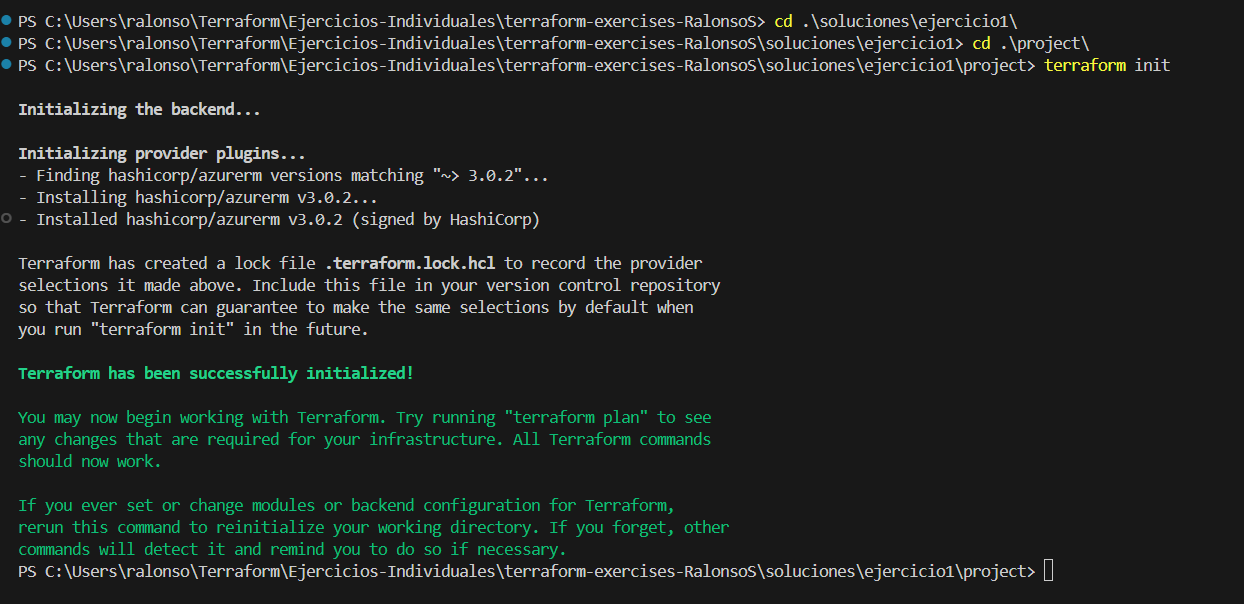 PS C:\Users\ralonso\Terraform\Ejercicios-Individuales\terraform-exercises-RalonsoS> cd .\soluciones\ejercicio1\
PS C:\Users\ralonso\Terraform\Ejercicios-Individuales\terraform-exercises-RalonsoS\soluciones\ejercicio1> cd .\project\
PS C:\Users\ralonso\Terraform\Ejercicios-Individuales\terraform-exercises-RalonsoS\soluciones\ejercicio1\project> terraform init
Initializing the backend...
Initializing provider plugins...
- Finding hashicorp/azurerm versions matching "~> 3.0.2"...
- Installing hashicorp/azurerm v3.0.2...
- Installed hashicorp/azurerm v3.0.2 (signed by HashiCorp)
Terraform has created a lock file .terraform.lock.hcl to record the provider
selections it made above. Include this file in your version control repository
so that Terraform can guarantee to make the same selections by default when
you run "terraform init" in the future.
Terraform has been successfully initialized!
You may now begin working with Terraform. Try running "terraform plan" to see
any changes that are required for your infrastructure. All Terraform commands
should now work.
If you ever set or change modules or backend configuration for Terraform,
rerun this command to reinitialize your working directory. If you forget, other
commands will detect it and remind you to do so if necessary.
PS C:\Users\ralonso\Terraform\Ejercicios-Individuales\terraform-exercises-RalonsoS\soluciones\ejercicio1\project>